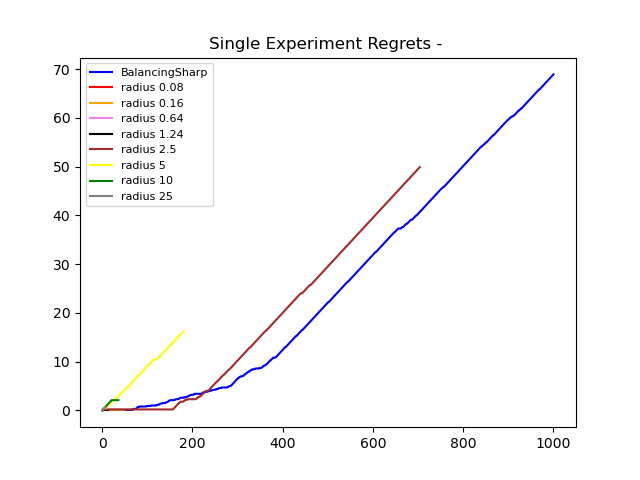 Single Experiment Regrets -
70
60
50
40
30
20
10
0
BalancingSharp
radius 0.08
radius 0.16
radius 0.64
radius 1.24
radius 2.5
radius 5
radius 10
radius 25
0 200 400 600 800 1000